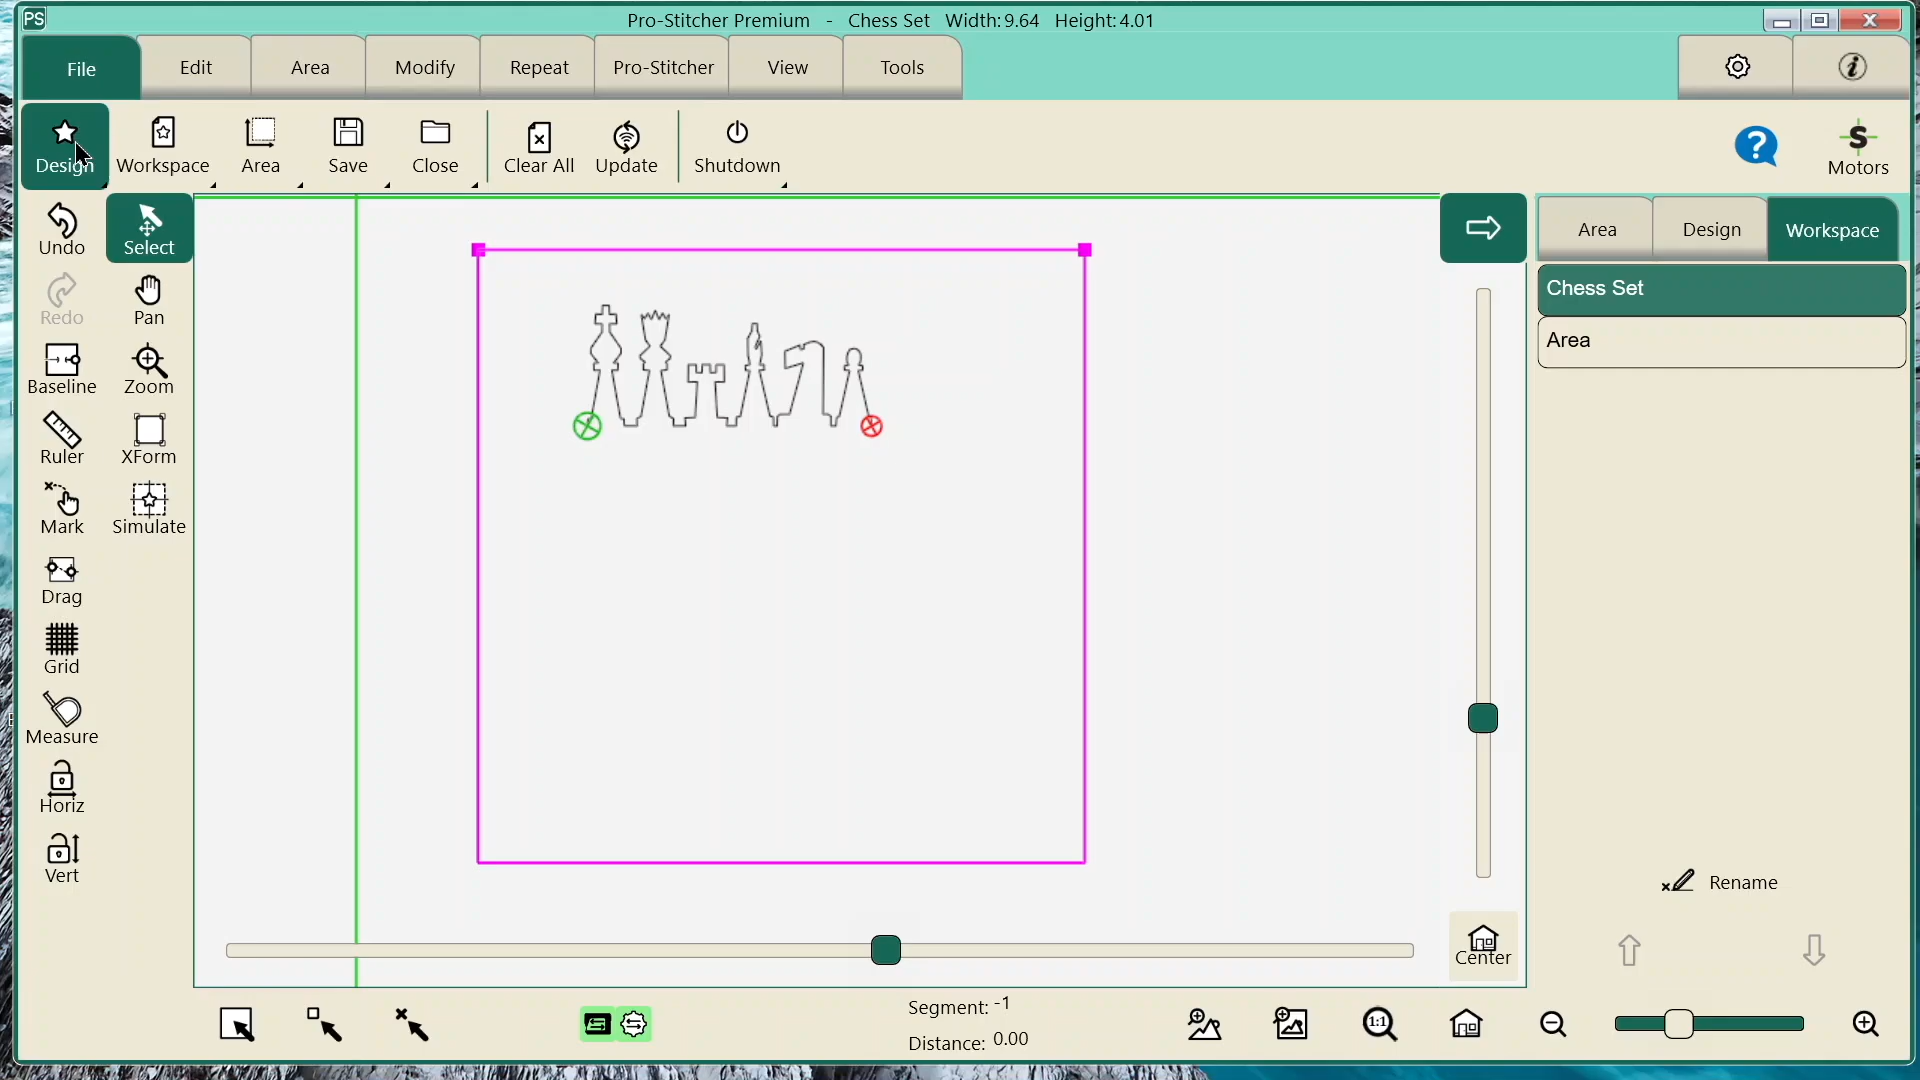 PS
Pro-Stitcher Premium - Chess Set Width: 9.64 Height: 4.01
File Edit Area Modify Repeat Pro-Stitcher View Tools
Design Workspace Area Save Close Clear All Update Shutdown
S
Motors
Undo Select
Redo Pan
Baseline Zoom
Ruler XForm
Mark Simulate
Drag
Grid
Measure
Horiz
Vert
Area Design Workspace
Chess Set
Area
Rename
Center
Segment: -1
Distance: 0.00
1:1